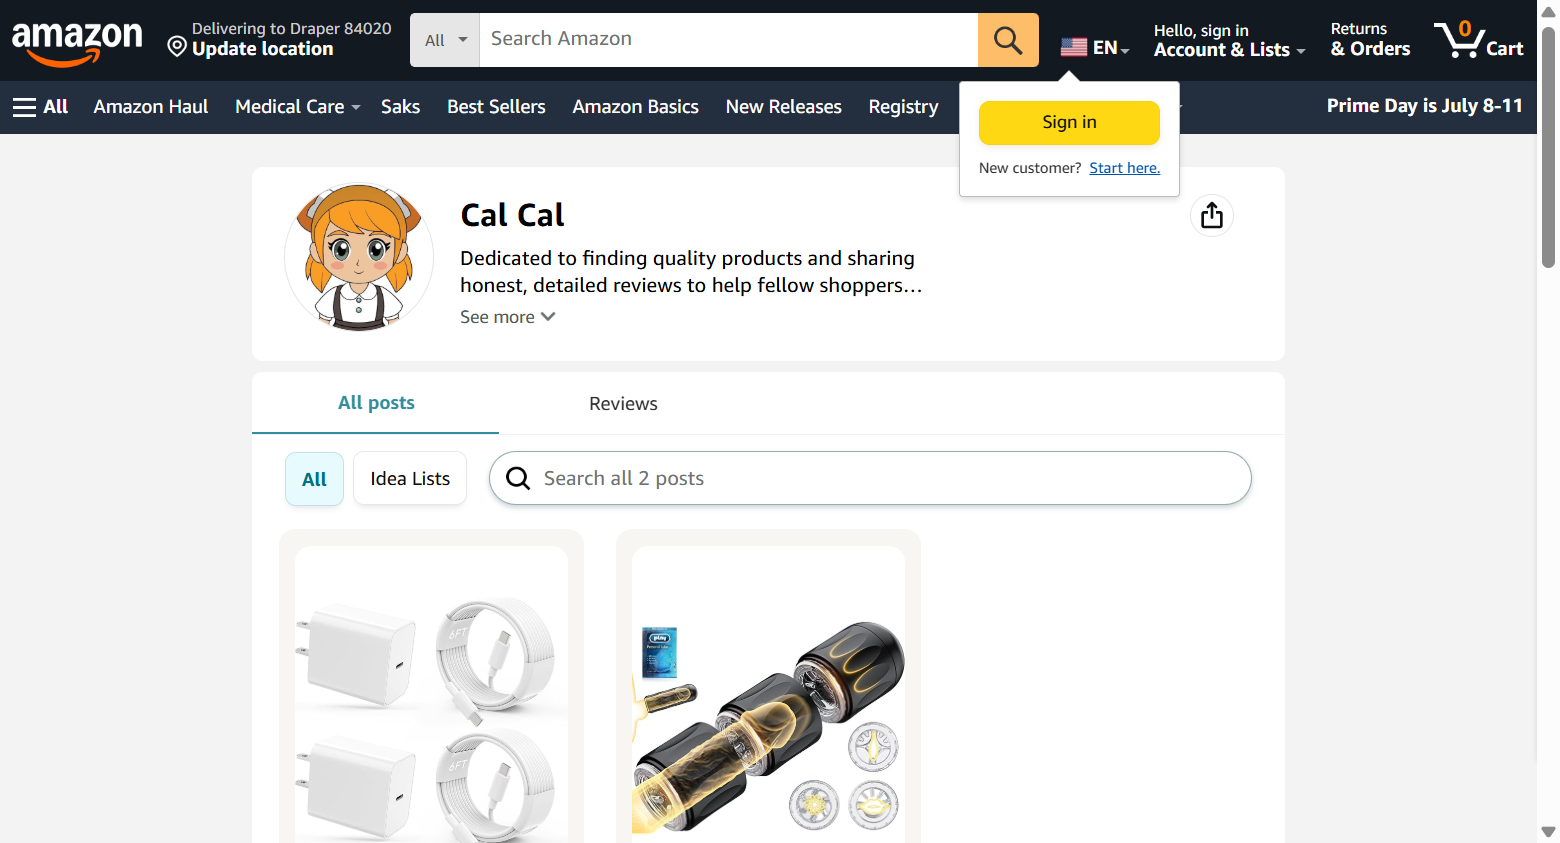 amazon
Delivering to Draper 84020
Update location
All
Search Amazon
EN
Hello, sign in
Account & Lists
Returns
& Orders
0
Cart
All
Amazon Haul
Medical Care
Saks
Best Sellers
Amazon Basics
New Releases
Registry
Prime Day is July 8-11
Sign in
New customer? Start here.
Cal Cal
Dedicated to finding quality products and sharing
honest, detailed reviews to help fellow shoppers…
See more
All posts
Reviews
All
Idea Lists
Search all 2 posts
6FT
play
Personal Lube
6FT